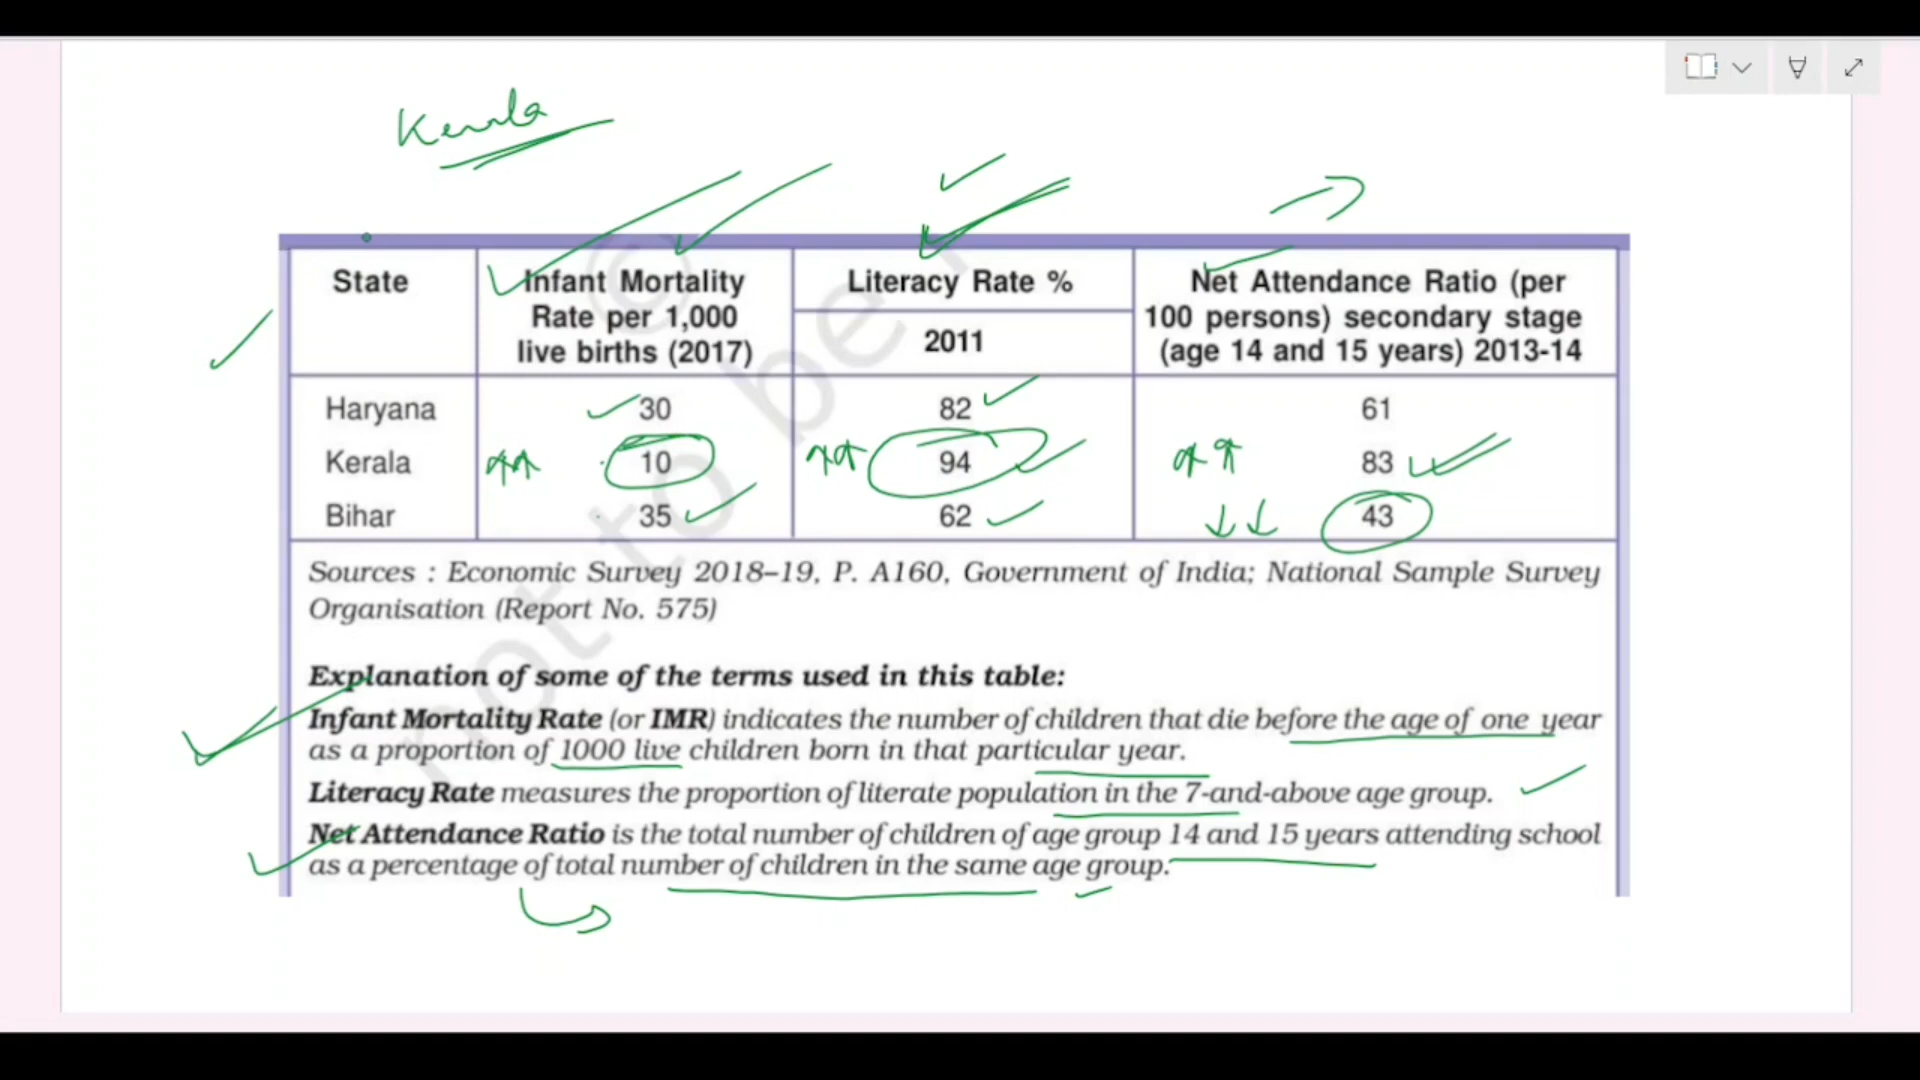 Kerala
State
Infant Mortality
Rate per 1,000
live births (2017)
Literacy Rate %
2011
Net Attendance Ratio (per
100 persons) secondary stage
(age 14 and 15 years) 2013-14
Haryana 30 82 61
Kerala 10 94 83
Bihar 35 62 43
Sources : Economic Survey 2018–19, P. A160, Government of India; National Sample Survey
Organisation (Report No. 575)
Explanation of some of the terms used in this table:
Infant Mortality Rate (or IMR) indicates the number of children that die before the age of one year
as a proportion of 1000 live children born in that particular year.
Literacy Rate measures the proportion of literate population in the 7-and-above age group.
Net Attendance Ratio is the total number of children of age group 14 and 15 years attending school
as a percentage of total number of children in the same age group.
© not to be r